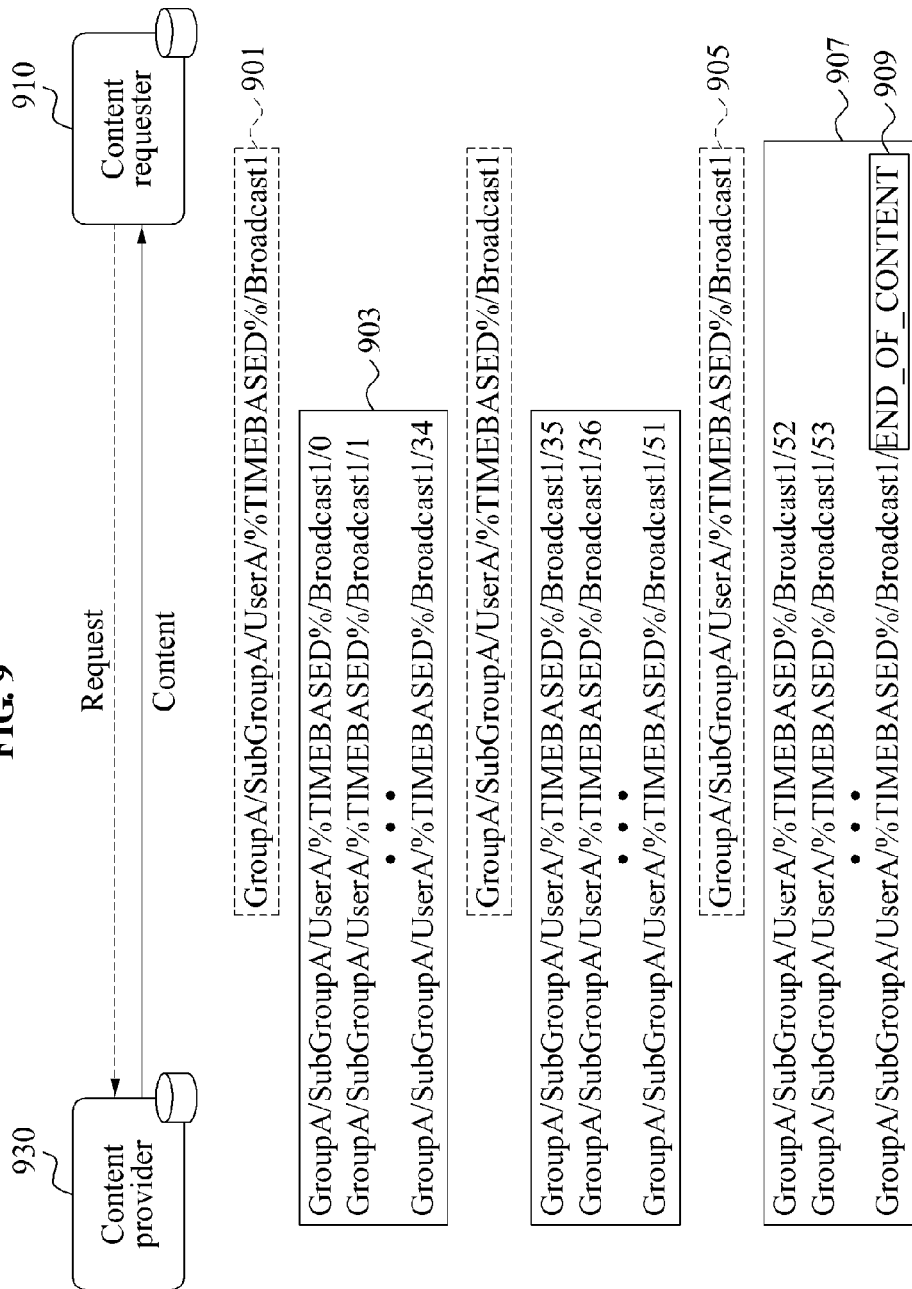 FIG. 9
930
910
Content
provider
Content
requester
Request
Content
GroupA/SubGroupA/UserA/%TIMEBASED%/Broadcast1
901
903
GroupA/SubGroupA/UserA/%TIMEBASED%/Broadcast1/0
GroupA/SubGroupA/UserA/%TIMEBASED%/Broadcast1/1
GroupA/SubGroupA/UserA/%TIMEBASED%/Broadcast1/34
GroupA/SubGroupA/UserA/%TIMEBASED%/Broadcast1
GroupA/SubGroupA/UserA/%TIMEBASED%/Broadcast1/35
GroupA/SubGroupA/UserA/%TIMEBASED%/Broadcast1/36
GroupA/SubGroupA/UserA/%TIMEBASED%/Broadcast1/51
GroupA/SubGroupA/UserA/%TIMEBASED%/Broadcast1
905
GroupA/SubGroupA/UserA/%TIMEBASED%/Broadcast1/52
907
GroupA/SubGroupA/UserA/%TIMEBASED%/Broadcast1/53
GroupA/SubGroupA/UserA/%TIMEBASED%/Broadcast1/END_OF_CONTENT
909